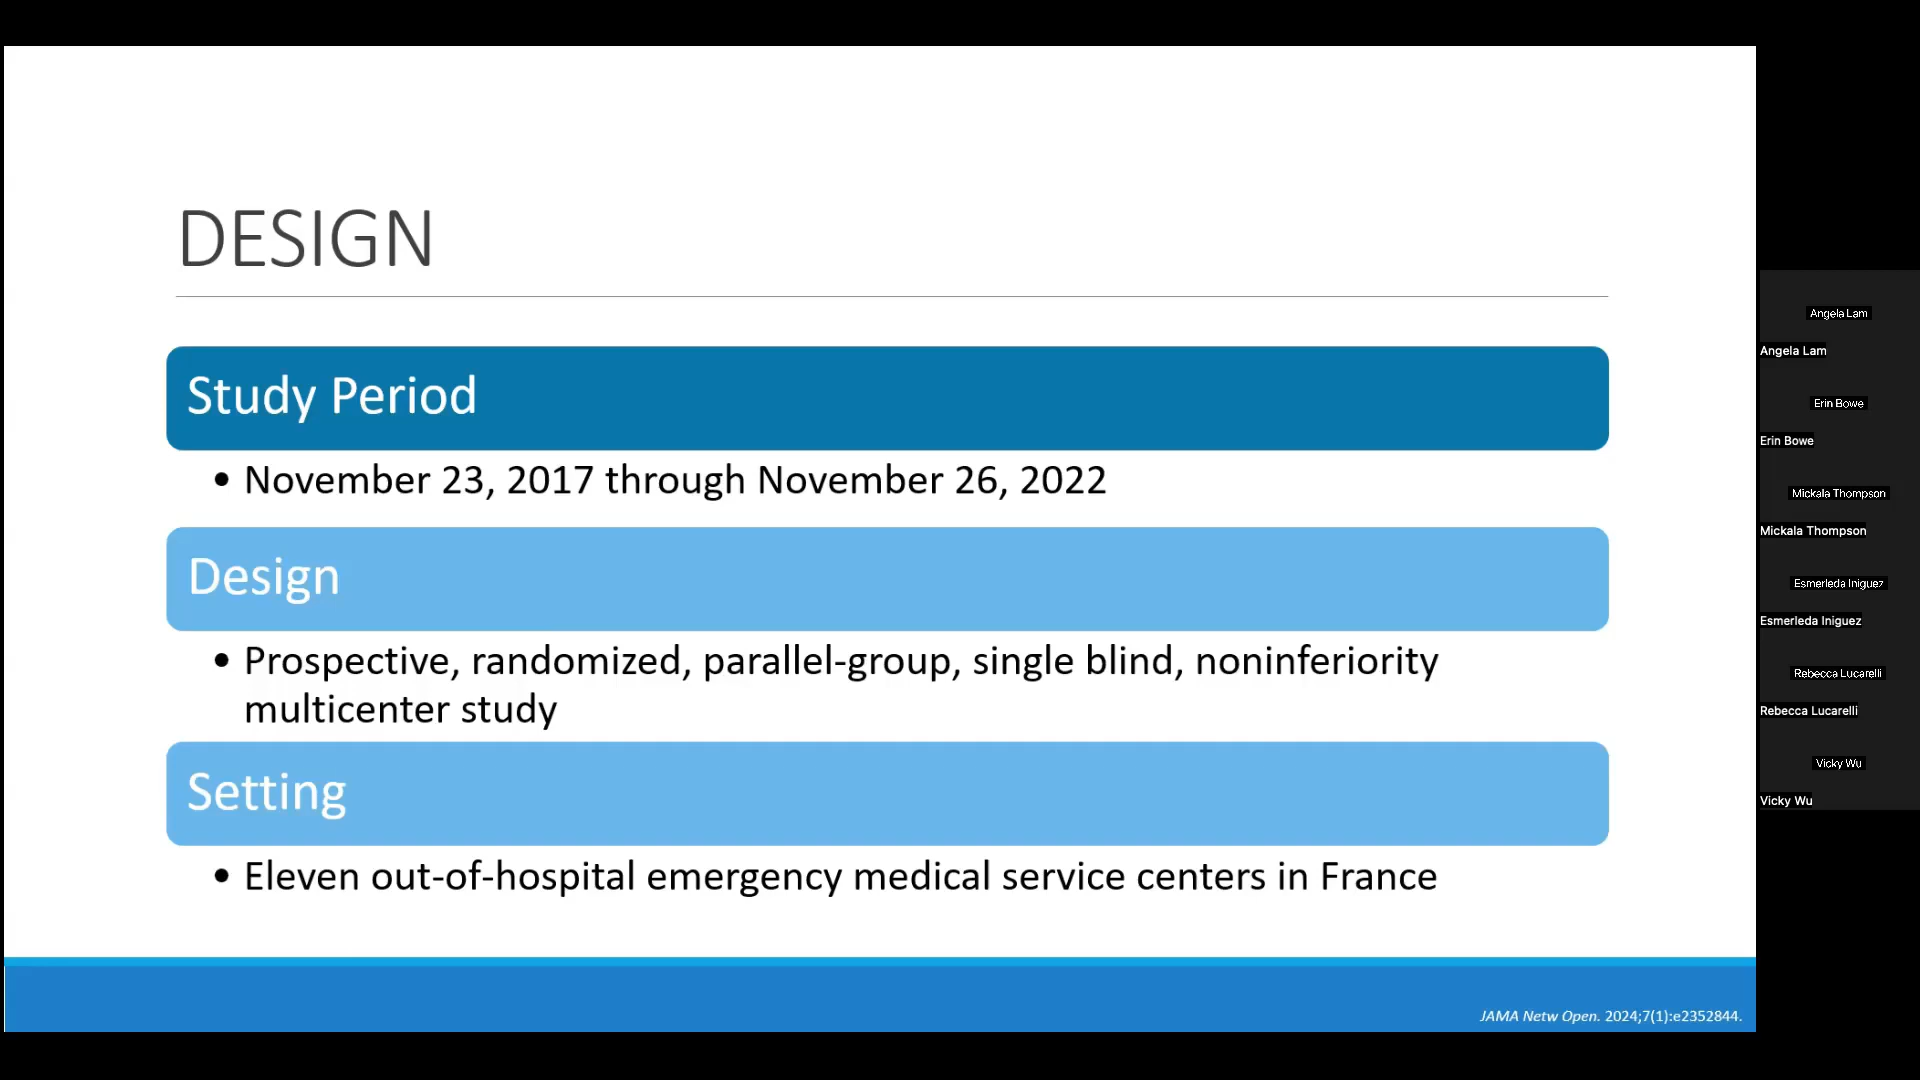 DESIGN
Study Period
• November 23, 2017 through November 26, 2022
Design
• Prospective, randomized, parallel-group, single blind, noninferiority
multicenter study
Setting
• Eleven out-of-hospital emergency medical service centers in France
JAMA Netw Open. 2024;7(1):e2352844.
Angela Lam
Angela Lam
Erin Bowe
Erin Bowe
Mickala Thompson
Mickala Thompson
Esmerleda Iniguez
Esmerleda Iniguez
Rebecca Lucarelli
Rebecca Lucarelli
Vicky Wu
Vicky Wu